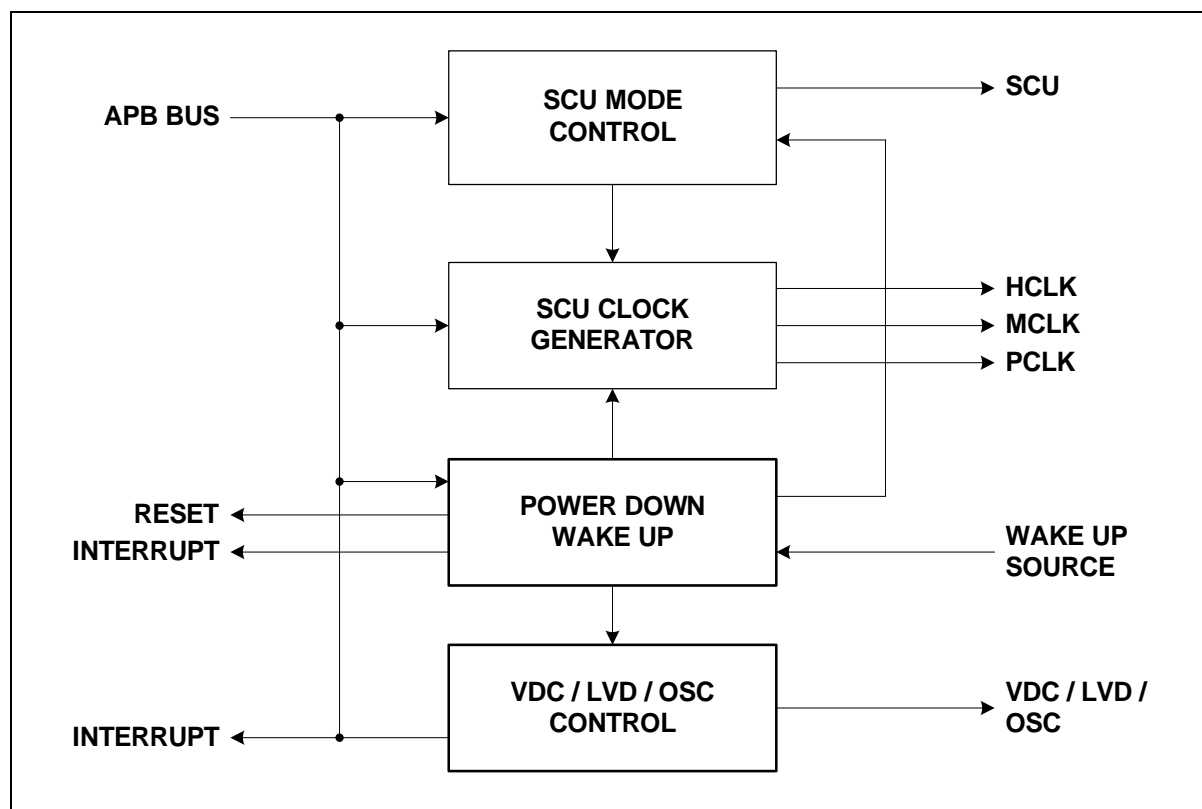 APB BUS
SCU MODE
CONTROL
SCU
SCU CLOCK
GENERATOR
HCLK
MCLK
PCLK
RESET
INTERRUPT
POWER DOWN
WAKE UP
WAKE UP
SOURCE
INTERRUPT
VDC / LVD / OSC
CONTROL
VDC / LVD /
OSC